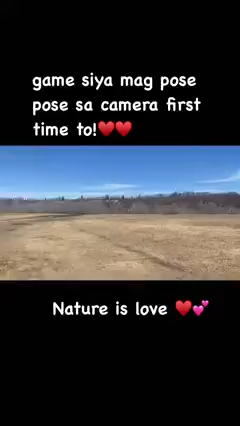 game siya mag pose
pose sa camera first
time to!❤️❤️
Nature is love ❤️💕